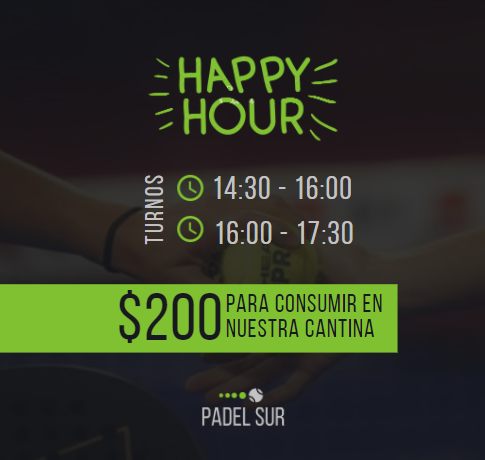 HAPPY
HOUR
TURNOS
14:30 - 16:00
16:00 - 17:30
$200 PARA CONSUMIR EN
NUESTRA CANTINA
PADEL SUR